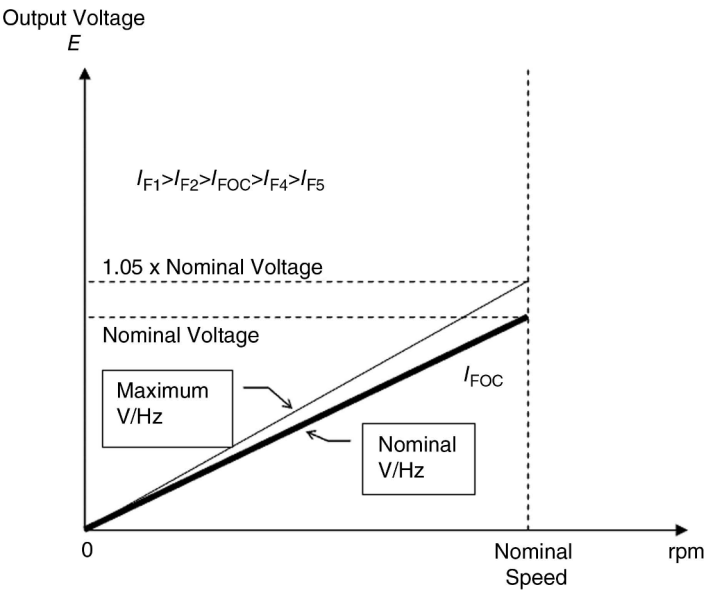 Output Voltage
E
IF1>IF2>IFOC>IF4>IF5
1.05 x Nominal Voltage
Nominal Voltage
Maximum
V/Hz
IFOC
Nominal
V/Hz
0
Nominal
Speed
rpm